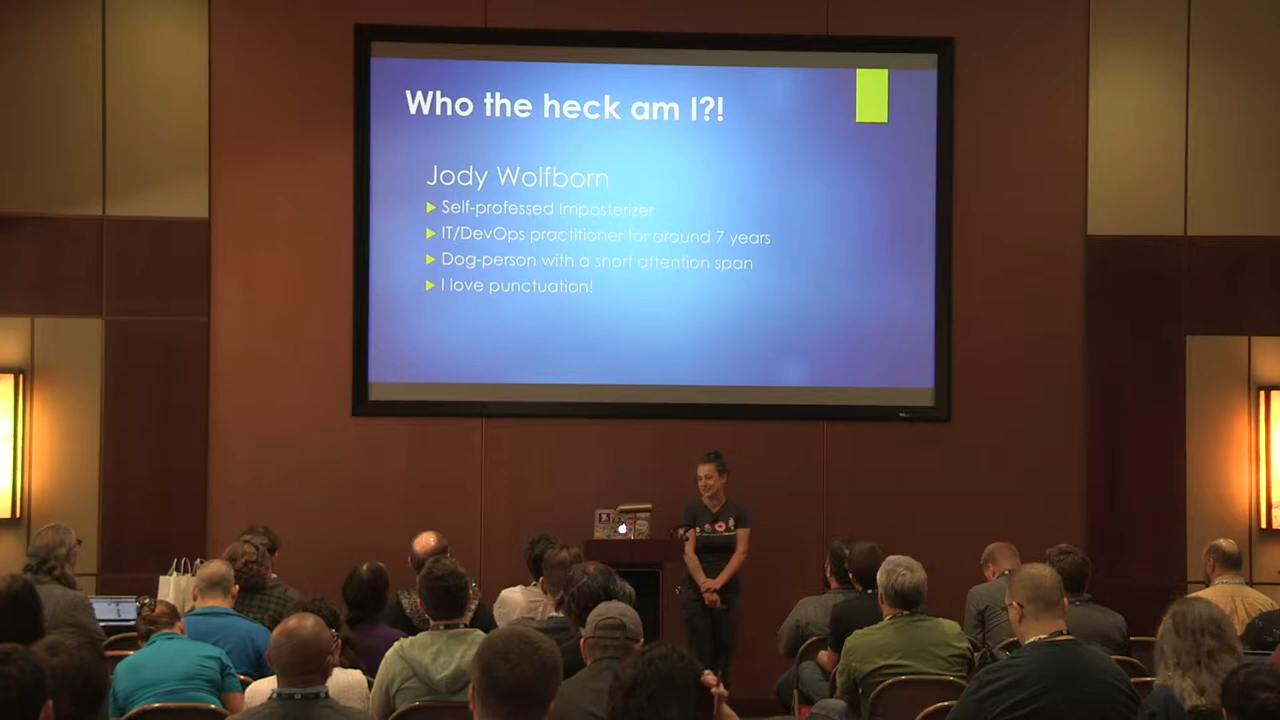 Who the heck am I?!
Jody Wolfborn
Self-professed Imposterizer
IT/DevOps practitioner for around 7 years
Dog-person with a short attention span
I love punctuation!